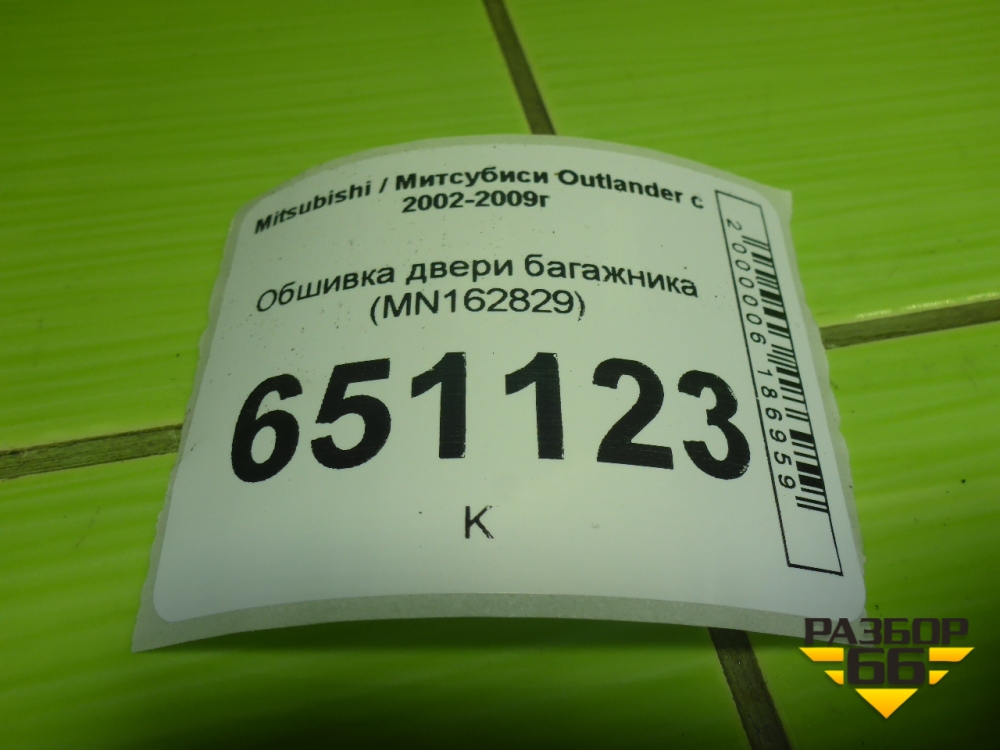 Mitsubishi / Митсубиси Outlander с
2002-2009г
Обшивка двери багажника
(MN162829)
651123
К
2000006186959
РАЗБОР
66